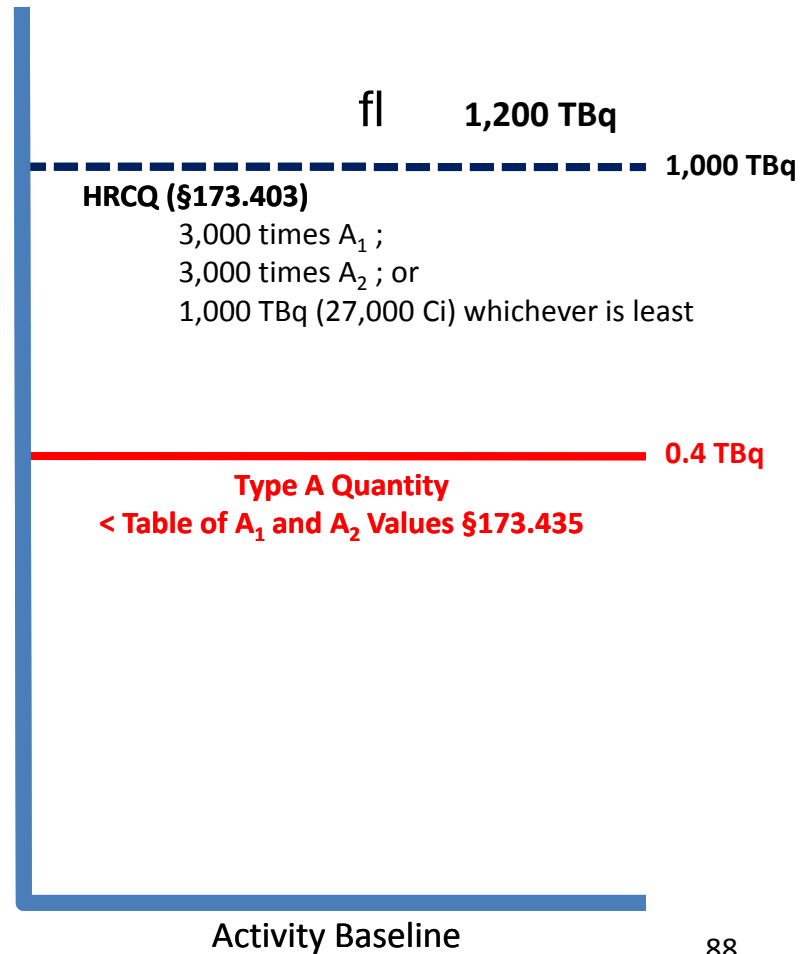 fl 1,200 TBq
1,000 TBq
HRCQ (§173.403)
3,000 times A₁ ;
3,000 times A₂ ; or
1,000 TBq (27,000 Ci) whichever is least
0.4 TBq
Type A Quantity
< Table of A₁ and A₂ Values §173.435
Activity Baseline
88